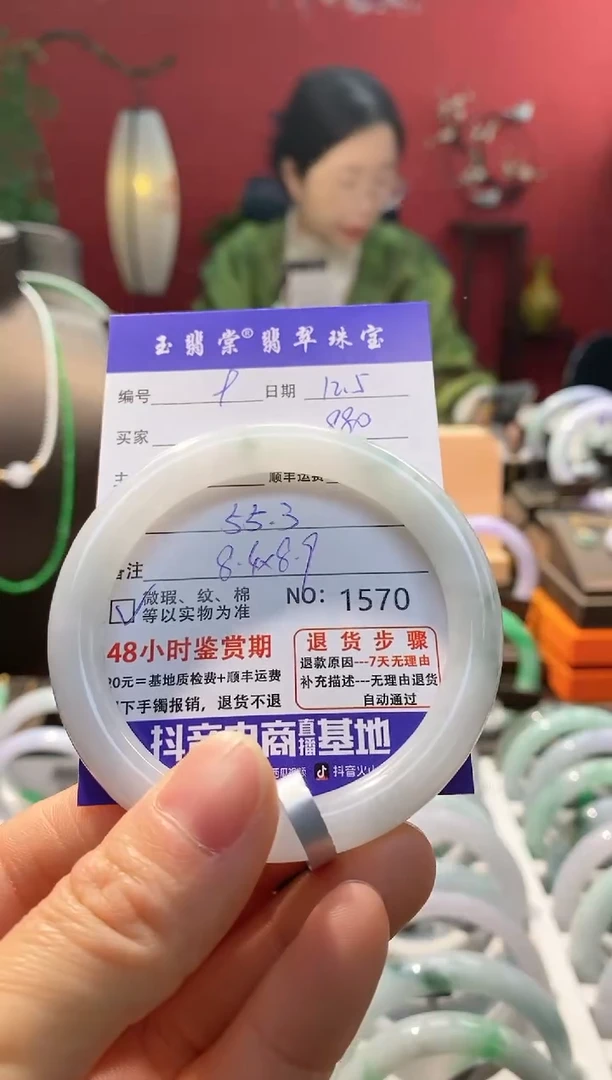 玉翡棠®翡翠珠宝
编号 日期 12.5
买家 980
顺丰运费
55.3
8.4x8.9
备注
☑ 微瑕、纹、棉
等以实物为准
NO: 1570
48小时鉴赏期
20元=基地质检费+顺丰运费
下手镯报销，退货不退
退货步骤
退款原因---7天无理由
补充描述---无理由退货
自动通过
抖音电商直播基地
抖音火山